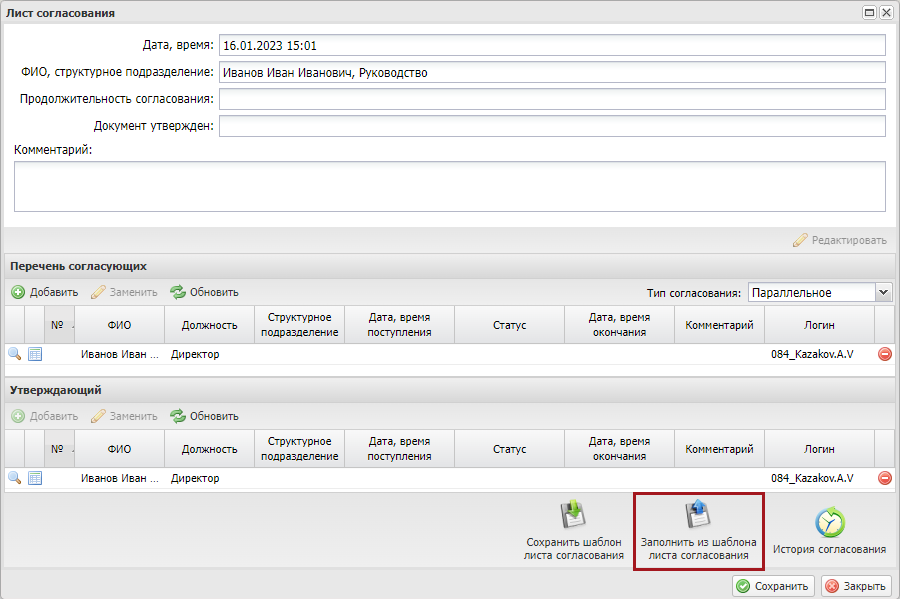 Лист согласования
Дата, время: 16.01.2023 15:01
ФИО, структурное подразделение: Иванов Иван Иванович, Руководство
Продолжительность согласования:
Документ утвержден:
Комментарий:
Редактировать
Перечень согласующих
Добавить Заменить Обновить Тип согласования: Параллельное
№ ФИО Должность Структурное подразделение Дата, время поступления Статус Дата, время окончания Комментарий Логин
Иванов Иван ... Директор 084_Kazakov.A.V
Утверждающий
Добавить Заменить Обновить
№ ФИО Должность Структурное подразделение Дата, время поступления Статус Дата, время окончания Комментарий Логин
Иванов Иван ... Директор 084_Kazakov.A.V
Сохранить шаблон
листа согласования
Заполнить из шаблона
листа согласования
История согласования
Сохранить Закрыть